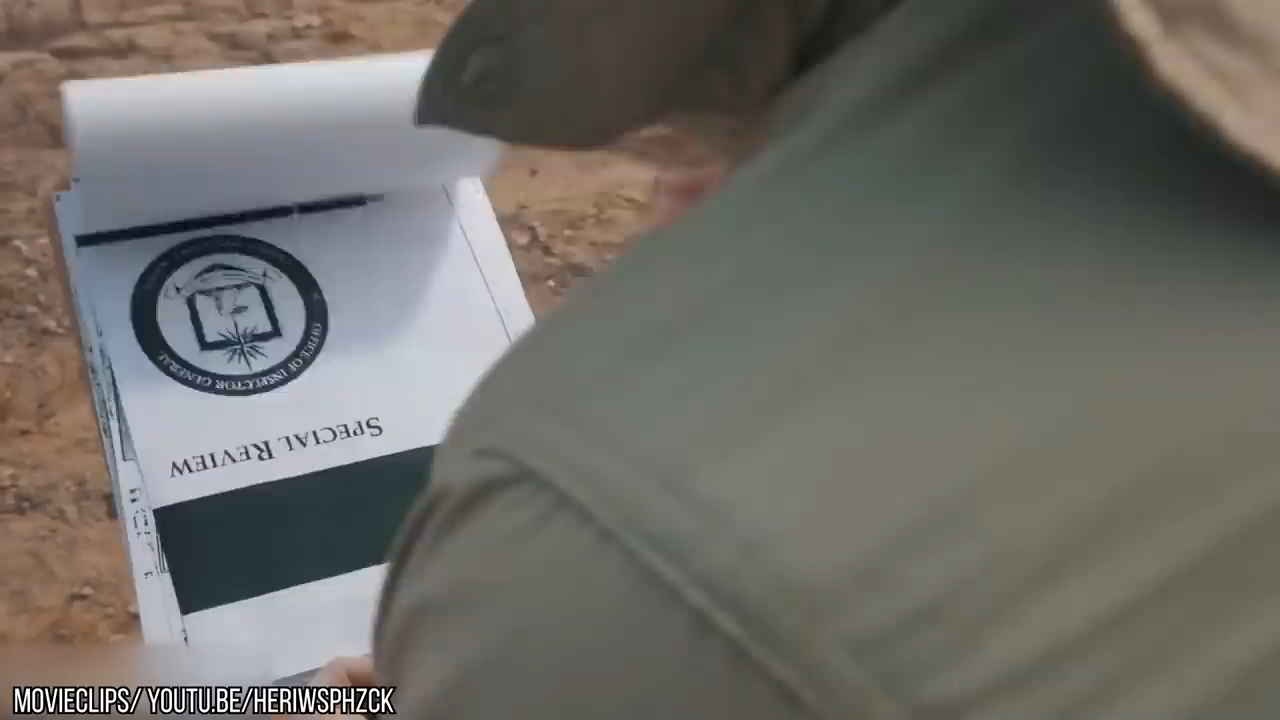 OFFICE OF INSPECTOR GENERAL
SPECIAL REVIEW
MOVIECLIPS/ YOUTU.BE/HERIWSPHZCK